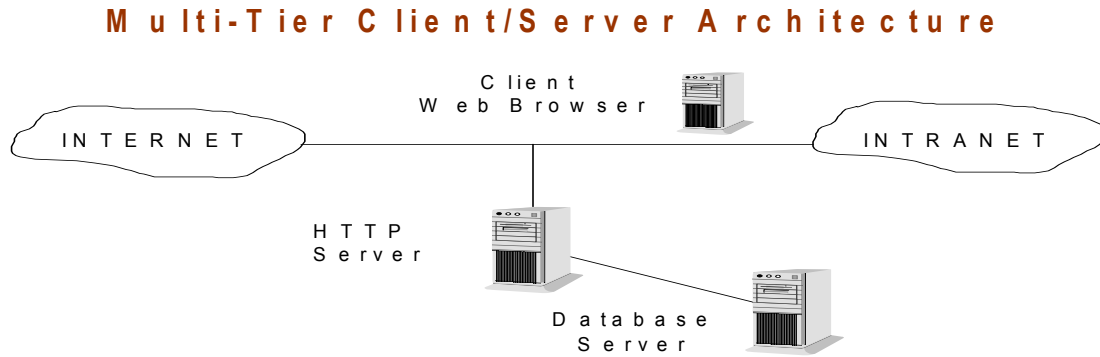 Multi-Tier Client/Server Architecture
Client
Web Browser
INTERNET
INTRANET
HTTP
Server
Database
Server